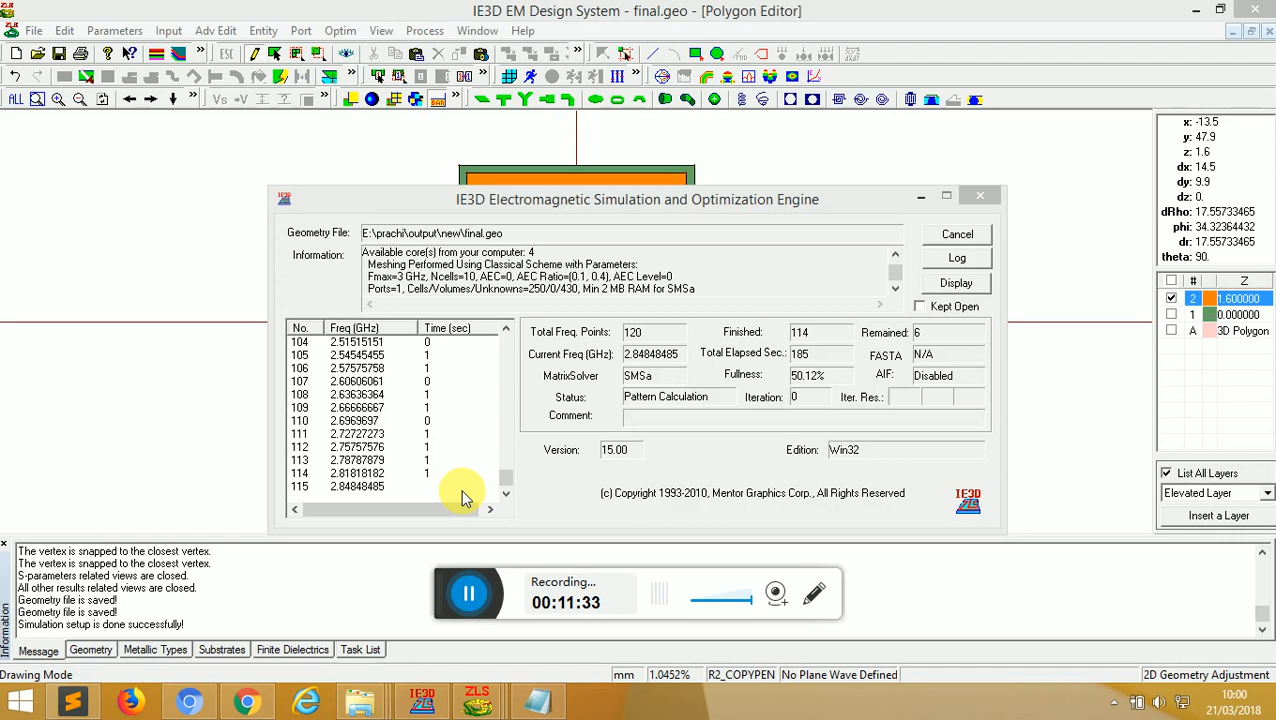 IE3D EM Design System - final.geo - [Polygon Editor]
File Edit Parameters Input Adv Edit Entity Port Optim View Process Window Help
ESC
ALL
Vs +V
BAK
x: -13.5
y: 47.9
z: 1.6
dx: 14.5
dy: 9.9
dz: 0.
dRho: 17.55733465
phi: 34.32364432
dr: 17.55733465
theta: 90.
# Z
2 1.600000
1 0.000000
A 3D Polygon
List All Layers
Elevated Layer
Insert a Layer
IE3D Electromagnetic Simulation and Optimization Engine
Geometry File: E:\prachi\output\new\final.geo
Cancel
Information:
Available core(s) from your computer: 4
Meshing Performed Using Classical Scheme with Parameters:
Fmax=3 GHz, Ncells=10, AEC=0, AEC Ratio=(0.1, 0.4), AEC Level=0
Ports=1, Cells/Volumes/Unknowns=250/0/430, Min 2 MB RAM for SMSa
Log
Display
Kept Open
No. Freq (GHz) Time (sec)
104 2.51515151 0
105 2.54545455 1
106 2.57575758 1
107 2.60606061 0
108 2.63636364 1
109 2.66666667 1
110 2.6969697 0
111 2.72727273 1
112 2.75757576 1
113 2.78787879 1
114 2.81818182 1
115 2.84848485
Total Freq. Points: 120 Finished: 114 Remained: 6
Current Freq (GHz): 2.84848485 Total Elapsed Sec.: 185 FASTA N/A
MatrixSolver SMSa Fullness: 50.12% AIF: Disabled
Status: Pattern Calculation Iteration: 0 Iter. Res.:
Comment:
Version: 15.00 Edition: Win32
(c) Copyright 1993-2010, Mentor Graphics Corp., All Rights Reserved
IE3D
ZLS
Information
The vertex is snapped to the closest vertex.
The vertex is snapped to the closest vertex.
S-parameters related views are closed.
All other results related views are closed.
Geometry file is saved!
Geometry file is saved!
Simulation setup is done successfully!
Recording...
00:11:33
Message Geometry Metallic Types Substrates Finite Dielectrics Task List
Drawing Mode mm 1.0452% R2_COPYPEN No Plane Wave Defined 2D Geometry Adjustment
IE3D
ZLS
10:00
21/03/2018